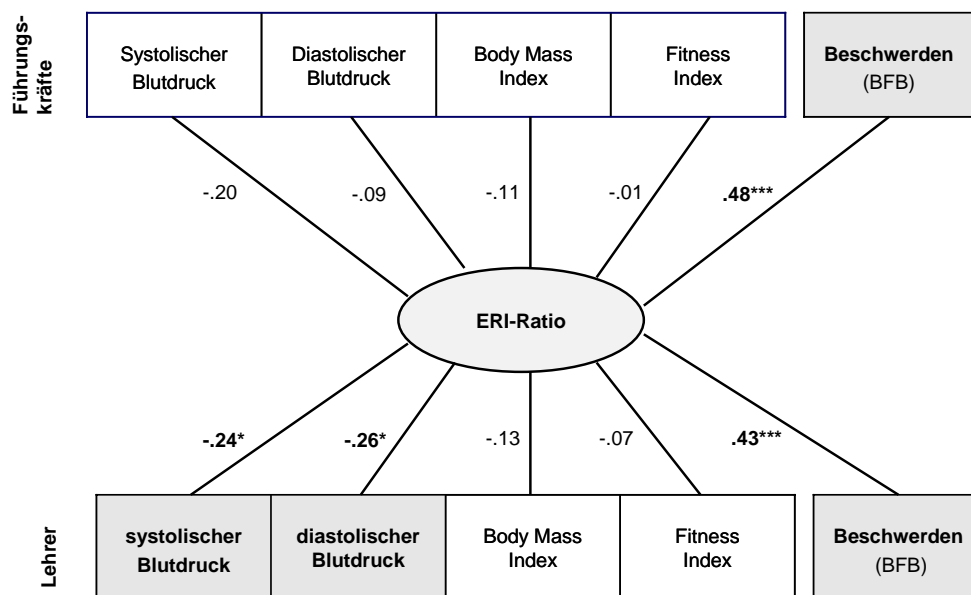 Führungs-
kräfte
Systolischer
Blutdruck
Diastolischer
Blutdruck
Body Mass
Index
Fitness
Index
Beschwerden
(BFB)
-.20
-.09
-.11
-.01
.48***
ERI-Ratio
-.24*
-.26*
-.13
-.07
.43***
Lehrer
systolischer
Blutdruck
diastolischer
Blutdruck
Body Mass
Index
Fitness
Index
Beschwerden
(BFB)